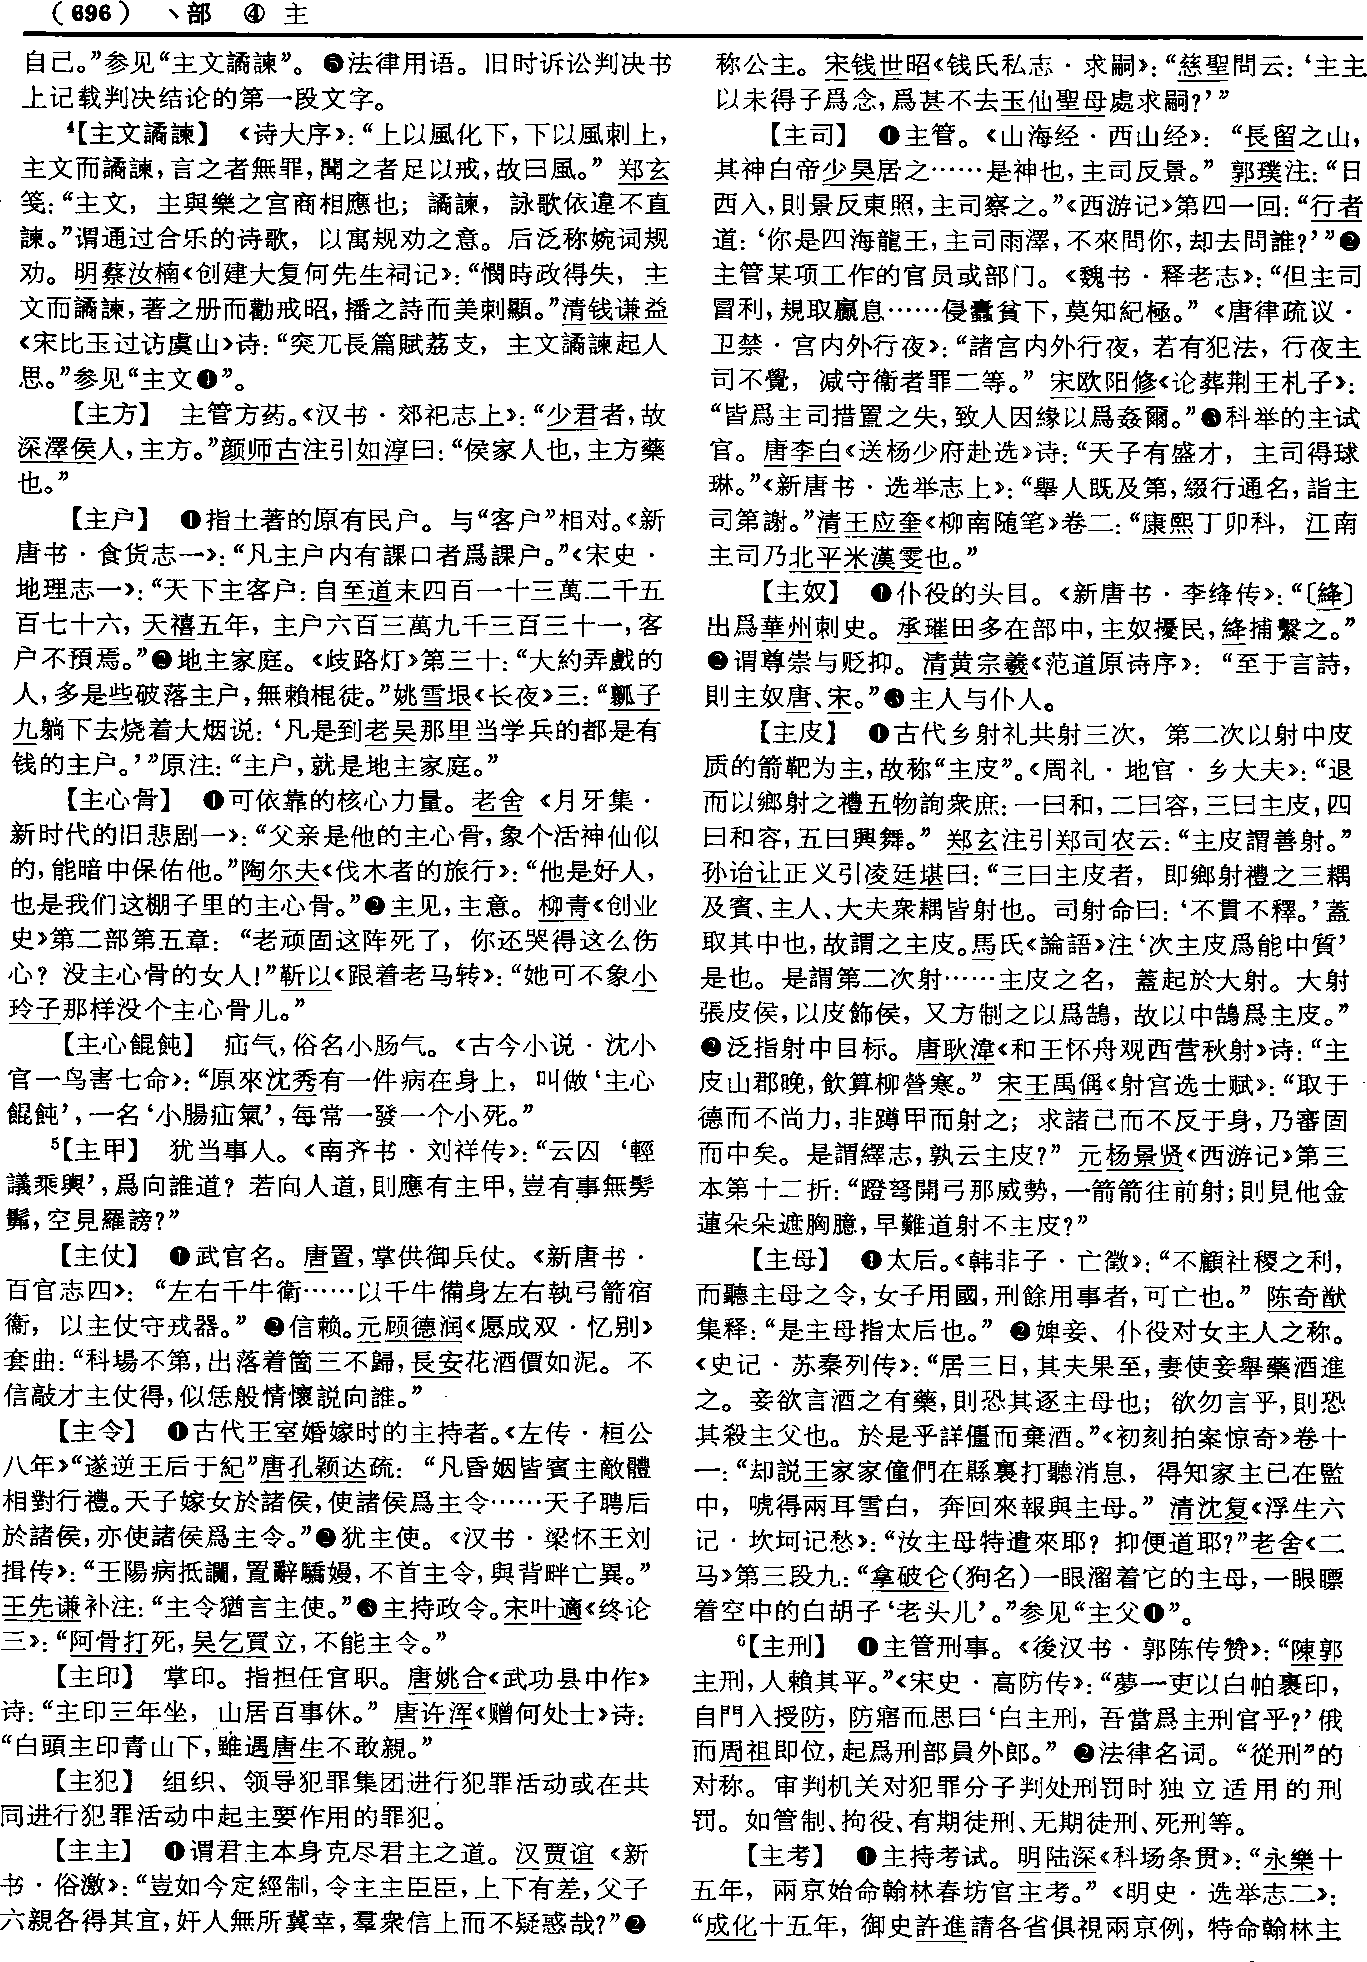 （696） 丶部 ④ 主
自己。”参见“主文譎諫”。❺法律用语。旧时诉讼判决书
上记载判决结论的第一段文字。
⁴【主文譎諫】 《诗大序》：“上以風化下，下以風刺上，
主文而譎諫，言之者無罪，聞之者足以戒，故曰風。” 郑玄
笺：“主文，主與樂之宫商相應也；譎諫，詠歌依違不直
諫。”谓通过合乐的诗歌，以寓规劝之意。后泛称婉词规
劝。明蔡汝楠《创建大复何先生祠记》：“憫時政得失，主
文而譎諫，著之册而勸戒昭，播之詩而美刺顯。”清钱谦益
《宋比玉过访虞山》诗：“突兀長篇賦荔支，主文譎諫起人
思。”参见“主文❶”。
【主方】 主管方药。《汉书·郊祀志上》：“少君者，故
深澤侯人，主方。”颜师古注引如淳曰：“侯家人也，主方藥
也。”
【主户】 ❶指土著的原有民户。与“客户”相对。《新
唐书·食货志一》：“凡主户内有課口者爲課户。”《宋史·
地理志一》：“天下主客户：自至道末四百一十三萬二千五
百七十六，天禧五年，主户六百三萬九千三百三十一，客
户不預焉。”❷地主家庭。《歧路灯》第三十：“大約弄戲的
人，多是些破落主户，無賴棍徒。”姚雪垠《长夜》三：“瓤子
九躺下去烧着大烟说：‘凡是到老吴那里当学兵的都是有
钱的主户。’”原注：“主户，就是地主家庭。”
【主心骨】 ❶可依靠的核心力量。老舍《月牙集·
新时代的旧悲剧一》：“父亲是他的主心骨，象个活神仙似
的，能暗中保佑他。”陶尔夫《伐木者的旅行》：“他是好人，
也是我们这棚子里的主心骨。”❷主见，主意。柳青《创业
史》第二部第五章：“老顽固这阵死了，你还哭得这么伤
心？没主心骨的女人！”靳以《跟着老马转》：“她可不象小
玲子那样没个主心骨儿。”
【主心餛飩】 疝气，俗名小肠气。《古今小说·沈小
官一鸟害七命》：“原來沈秀有一件病在身上，叫做‘主心
餛飩’，一名‘小腸疝氣’，每常一發一个小死。”
⁵【主甲】 犹当事人。《南齐书·刘祥传》：“云囚‘輕
議乘輿’，爲向誰道？若向人道，則應有主甲，豈有事無髣
髴，空見羅謗？”
【主仗】 ❶武官名。唐置，掌供御兵仗。《新唐书·
百官志四》：“左右千牛衛……以千牛備身左右執弓箭宿
衞，以主仗守戎器。” ❷信赖。元顾德润《愿成双·忆别》
套曲：“科場不第，出落着箇三不歸，長安花酒價如泥。不
信敲才主仗得，似恁般情懷説向誰。”
【主令】 ❶古代王室婚嫁时的主持者。《左传·桓公
八年》“遂逆王后于紀”唐孔颖达疏：“凡昏姻皆賓主敵體
相對行禮。天子嫁女於諸侯，使諸侯爲主令……天子聘后
於諸侯，亦使諸侯爲主令。”❷犹主使。《汉书·梁怀王刘
揖传》：“王陽病抵讕，置辭驕嫚，不首主令，與背畔亡異。”
王先谦补注：“主令猶言主使。”❸主持政令。宋叶適《终论
三》：“阿骨打死，吴乞買立，不能主令。”
【主印】 掌印。指担任官职。唐姚合《武功县中作》
诗：“主印三年坐，山居百事休。” 唐许浑《赠何处士》诗：
“白頭主印青山下，雖遇唐生不敢親。”
【主犯】 组织、领导犯罪集团进行犯罪活动或在共
同进行犯罪活动中起主要作用的罪犯。
【主主】 ❶谓君主本身克尽君主之道。汉贾谊《新
书·俗激》：“豈如今定經制，令主主臣臣，上下有差，父子
六親各得其宜，奸人無所冀幸，羣衆信上而不疑惑哉？”❷
称公主。宋钱世昭《钱氏私志·求嗣》：“慈聖問云：‘主主
以未得子爲念，爲甚不去玉仙聖母處求嗣？’”
【主司】 ❶主管。《山海经·西山经》：“長留之山，
其神白帝少昊居之……是神也，主司反景。” 郭璞注：“日
西入，則景反東照，主司察之。”《西游记》第四一回：“行者
道：‘你是四海龍王，主司雨澤，不來問你，却去問誰？’”❷
主管某项工作的官员或部门。《魏书·释老志》：“但主司
冒利，規取贏息……侵蠹貧下，莫知紀極。”《唐律疏议·
卫禁·宫内外行夜》：“諸宫内外行夜，若有犯法，行夜主
司不覺，减守衞者罪二等。” 宋欧阳修《论葬荆王札子》：
“皆爲主司措置之失，致人因緣以爲姦爾。”❸科举的主试
官。唐李白《送杨少府赴选》诗：“天子有盛才，主司得球
琳。”《新唐书·选举志上》：“舉人既及第，綴行通名，詣主
司第謝。”清王应奎《柳南随笔》卷二：“康熙丁卯科，江南
主司乃北平米漢雯也。”
【主奴】 ❶仆役的头目。《新唐书·李绛传》：“〔絳〕
出爲華州刺史。承璀田多在部中，主奴擾民，絳捕繫之。”
❷谓尊崇与贬抑。清黄宗羲《范道原诗序》：“至于言詩，
則主奴唐、宋。”❸主人与仆人。
【主皮】 ❶古代乡射礼共射三次，第二次以射中皮
质的箭靶为主，故称“主皮”。《周礼·地官·乡大夫》：“退
而以鄉射之禮五物詢衆庶：一曰和，二曰容，三曰主皮，四
曰和容，五曰興舞。” 郑玄注引郑司农云：“主皮謂善射。”
孙诒让正义引凌廷堪曰：“三曰主皮者，即鄉射禮之三耦
及賓、主人、大夫衆耦皆射也。司射命曰：‘不貫不釋。’蓋
取其中也，故謂之主皮。馬氏《論語》注‘次主皮爲能中質’
是也。是謂第二次射……主皮之名，蓋起於大射。大射
張皮侯，以皮飾侯，又方制之以爲鵠，故以中鵠爲主皮。”
❷泛指射中目标。唐耿湋《和王怀舟观西营秋射》诗：“主
皮山郡晚，飲算柳營寒。” 宋王禹偁《射宫选士赋》：“取于
德而不尚力，非蹲甲而射之；求諸己而不反于身，乃審固
而中矣。是謂繹志，孰云主皮？” 元杨景贤《西游记》第三
本第十二折：“蹬弩開弓那威勢，一箭箭往前射；則見他金
蓮朵朵遮胸臆，早難道射不主皮？”
【主母】 ❶太后。《韩非子·亡徵》：“不顧社稷之利，
而聽主母之令，女子用國，刑餘用事者，可亡也。” 陈奇猷
集释：“是主母指太后也。” ❷婢妾、仆役对女主人之称。
《史记·苏秦列传》：“居三日，其夫果至，妻使妾舉藥酒進
之。妾欲言酒之有藥，則恐其逐主母也；欲勿言乎，則恐
其殺主父也。於是乎詳僵而棄酒。”《初刻拍案惊奇》卷十
一：“却説王家家僮們在縣裏打聽消息，得知家主已在監
中，唬得兩耳雪白，奔回來報與主母。” 清沈复《浮生六
记·坎坷记愁》：“汝主母特遣來耶？抑便道耶？”老舍《二
马》第三段九：“拿破仑（狗名）一眼溜着它的主母，一眼瞟
着空中的白胡子‘老头儿’。”参见“主父❶”。
⁶【主刑】 ❶主管刑事。《後汉书·郭陈传赞》：“陳郭
主刑，人賴其平。”《宋史·高防传》：“夢一吏以白帕裹印，
自門入授防，防寤而思曰‘白主刑，吾當爲主刑官乎？’俄
而周祖即位，起爲刑部員外郎。” ❷法律名词。“從刑”的
对称。审判机关对犯罪分子判处刑罚时独立适用的刑
罚。如管制、拘役、有期徒刑、无期徒刑、死刑等。
【主考】 ❶主持考试。明陆深《科场条贯》：“永樂十
五年，兩京始命翰林春坊官主考。”《明史·选举志二》：
“成化十五年，御史許進請各省俱視兩京例，特命翰林主